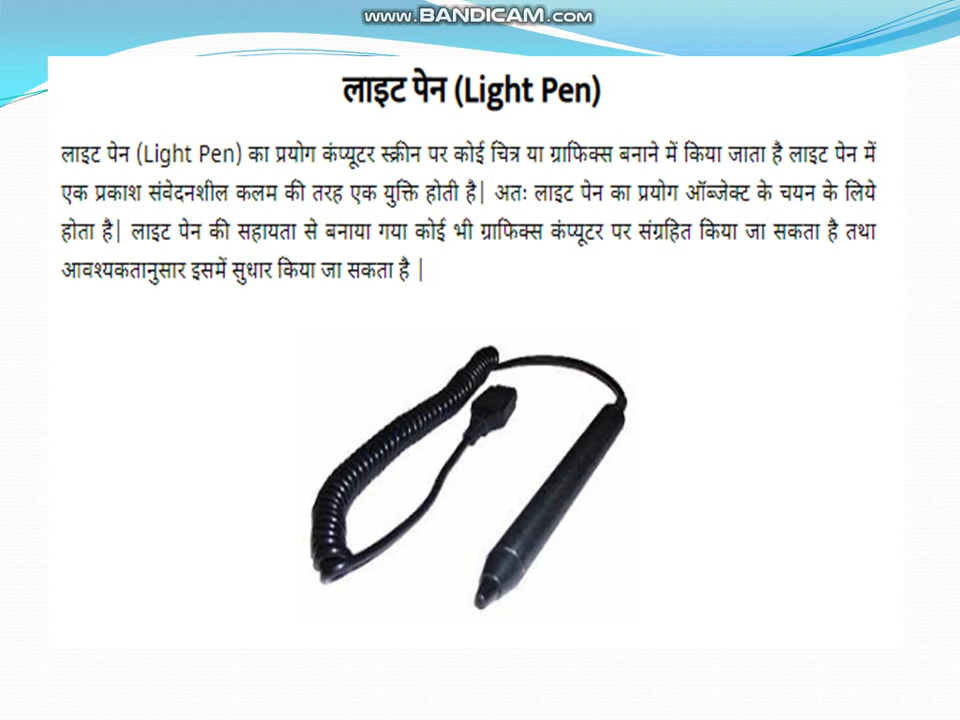 www.BANDICAM.com
लाइट पेन (Light Pen)
लाइट पेन (Light Pen) का प्रयोग कंप्यूटर स्क्रीन पर कोई चित्र या ग्राफिक्स बनाने में किया जाता है लाइट पेन में
एक प्रकाश संवेदनशील कलम की तरह एक युक्ति होती है| अतः लाइट पेन का प्रयोग ऑब्जेक्ट के चयन के लिये
होता है| लाइट पेन की सहायता से बनाया गया कोई भी ग्राफिक्स कंप्यूटर पर संग्रहित किया जा सकता है तथा
आवश्यकतानुसार इसमें सुधार किया जा सकता है |